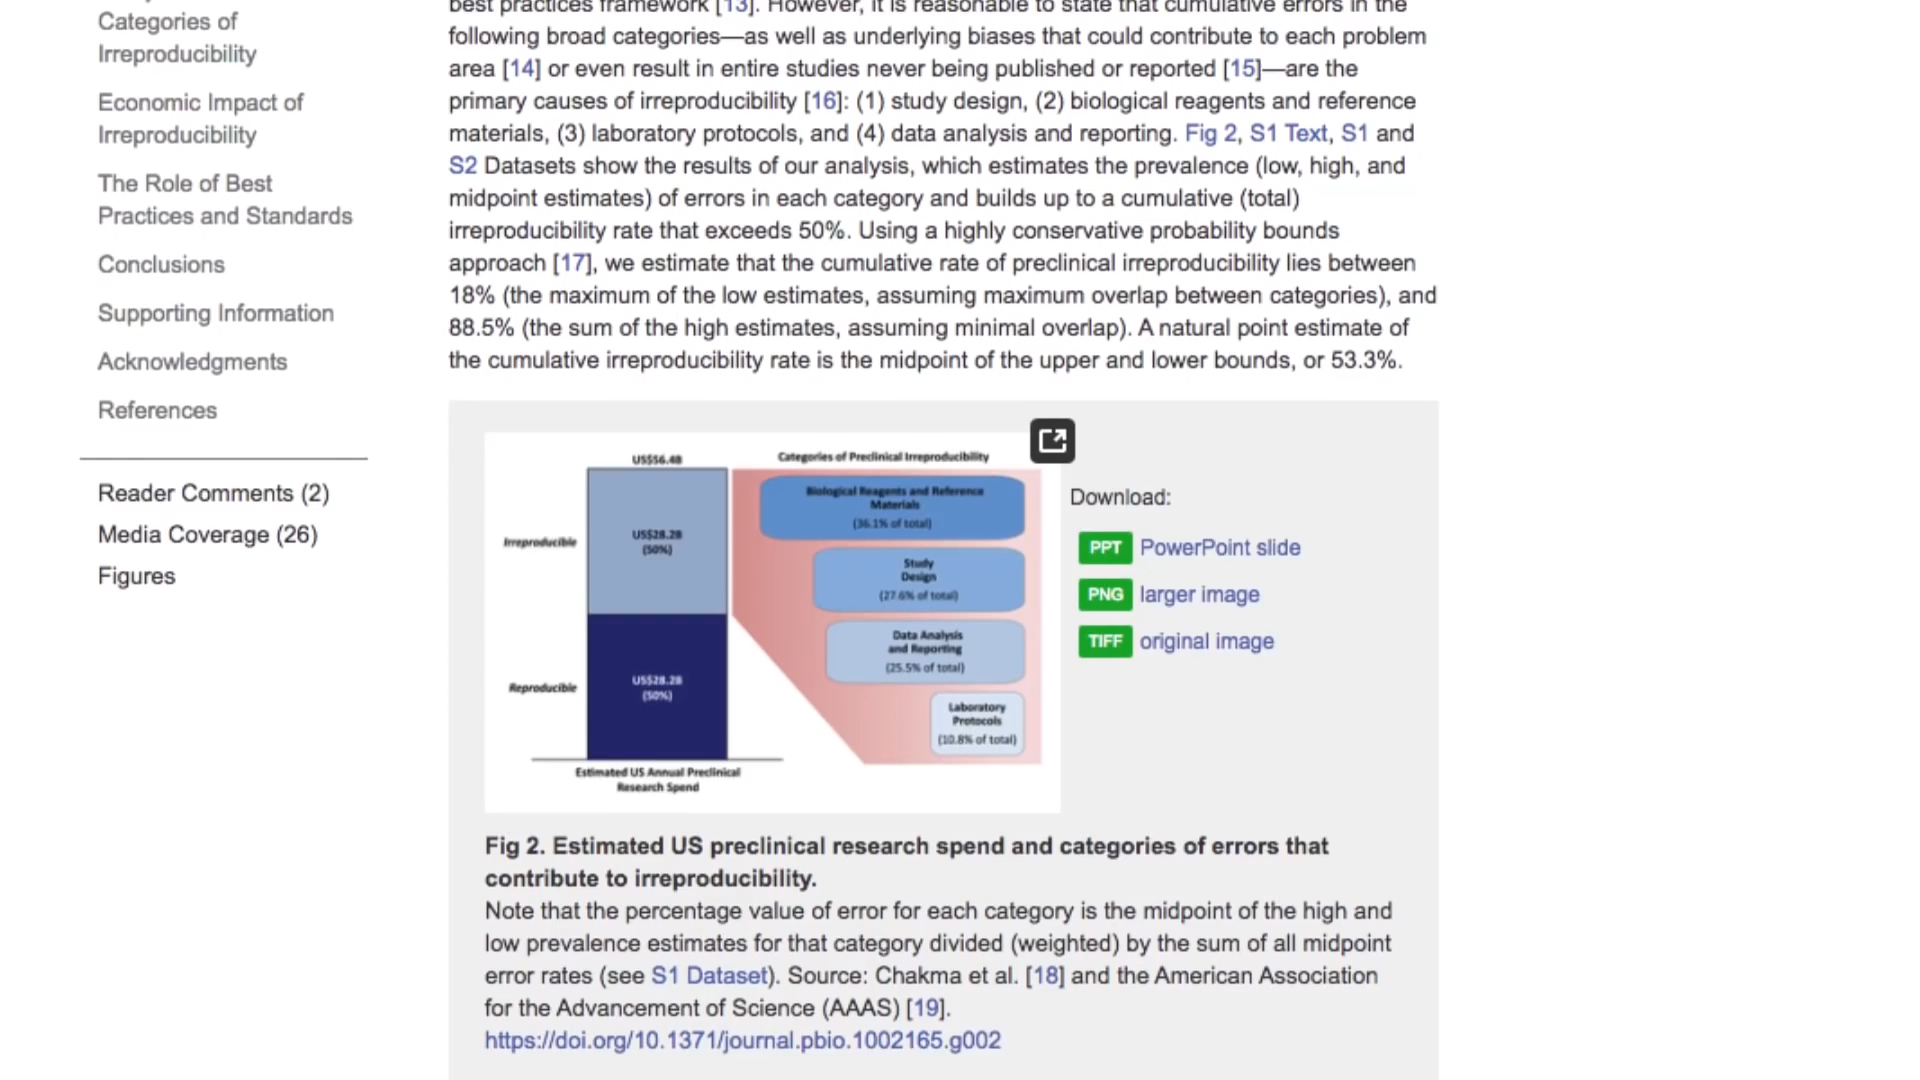 Categories of
Irreproducibility
Economic Impact of
Irreproducibility
The Role of Best
Practices and Standards
Conclusions
Supporting Information
Acknowledgments
References
Reader Comments (2)
Media Coverage (26)
Figures
best practices framework [13]. However, it is reasonable to state that cumulative errors in the
following broad categories—as well as underlying biases that could contribute to each problem
area [14] or even result in entire studies never being published or reported [15]—are the
primary causes of irreproducibility [16]: (1) study design, (2) biological reagents and reference
materials, (3) laboratory protocols, and (4) data analysis and reporting. Fig 2, S1 Text, S1 and
S2 Datasets show the results of our analysis, which estimates the prevalence (low, high, and
midpoint estimates) of errors in each category and builds up to a cumulative (total)
irreproducibility rate that exceeds 50%. Using a highly conservative probability bounds
approach [17], we estimate that the cumulative rate of preclinical irreproducibility lies between
18% (the maximum of the low estimates, assuming maximum overlap between categories), and
88.5% (the sum of the high estimates, assuming minimal overlap). A natural point estimate of
the cumulative irreproducibility rate is the midpoint of the upper and lower bounds, or 53.3%.
US$56.4B
Irreproducible
US$28.2B
(50%)
Reproducible
US$28.2B
(50%)
Estimated US Annual Preclinical
Research Spend
Categories of Preclinical Irreproducibility
Biological Reagents and Reference
Materials
(36.1% of total)
Study
Design
(27.6% of total)
Data Analysis
and Reporting
(25.5% of total)
Laboratory
Protocols
(10.8% of total)
Download:
PPT PowerPoint slide
PNG larger image
TIFF original image
Fig 2. Estimated US preclinical research spend and categories of errors that
contribute to irreproducibility.
Note that the percentage value of error for each category is the midpoint of the high and
low prevalence estimates for that category divided (weighted) by the sum of all midpoint
error rates (see S1 Dataset). Source: Chakma et al. [18] and the American Association
for the Advancement of Science (AAAS) [19].
https://doi.org/10.1371/journal.pbio.1002165.g002